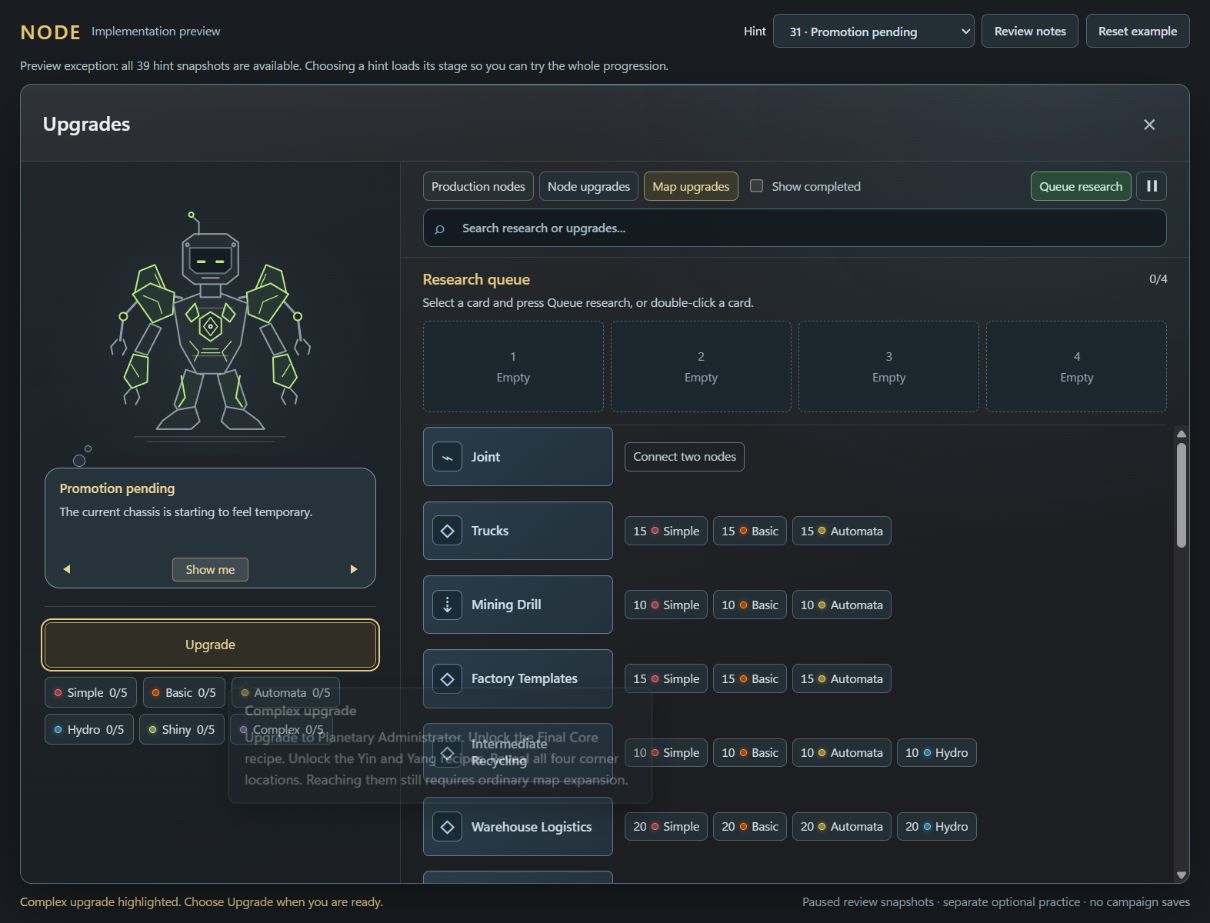 NODE Implementation preview
Hint 31 · Promotion pending Review notes Reset example
Preview exception: all 39 hint snapshots are available. Choosing a hint loads its stage so you can try the whole progression.
Upgrades
Production nodes Node upgrades Map upgrades Show completed Queue research
Search research or upgrades...
Research queue 0/4
Select a card and press Queue research, or double-click a card.
1 2 3 4
Empty Empty Empty Empty
Joint Connect two nodes
Trucks 15 Simple 15 Basic 15 Automata
Mining Drill 10 Simple 10 Basic 10 Automata
Factory Templates 15 Simple 15 Basic 15 Automata
Intermediate
Recycling
10 Simple 10 Basic 10 Automata 10 Hydro
Warehouse Logistics 20 Simple 20 Basic 20 Automata 20 Hydro
Promotion pending
The current chassis is starting to feel temporary.
Show me
Upgrade
Simple 0/5 Basic 0/5 Automata 0/5
Hydro 0/5 Shiny 0/5 Complex 0/5
Complex upgrade
Upgrade to Planetary Administrator. Unlock the Final Core
recipe. Unlock the Yin and Yang recipes. Reveal all four corner
locations. Reaching them still requires ordinary map expansion.
Complex upgrade highlighted. Choose Upgrade when you are ready.
Paused review snapshots · separate optional practice · no campaign saves